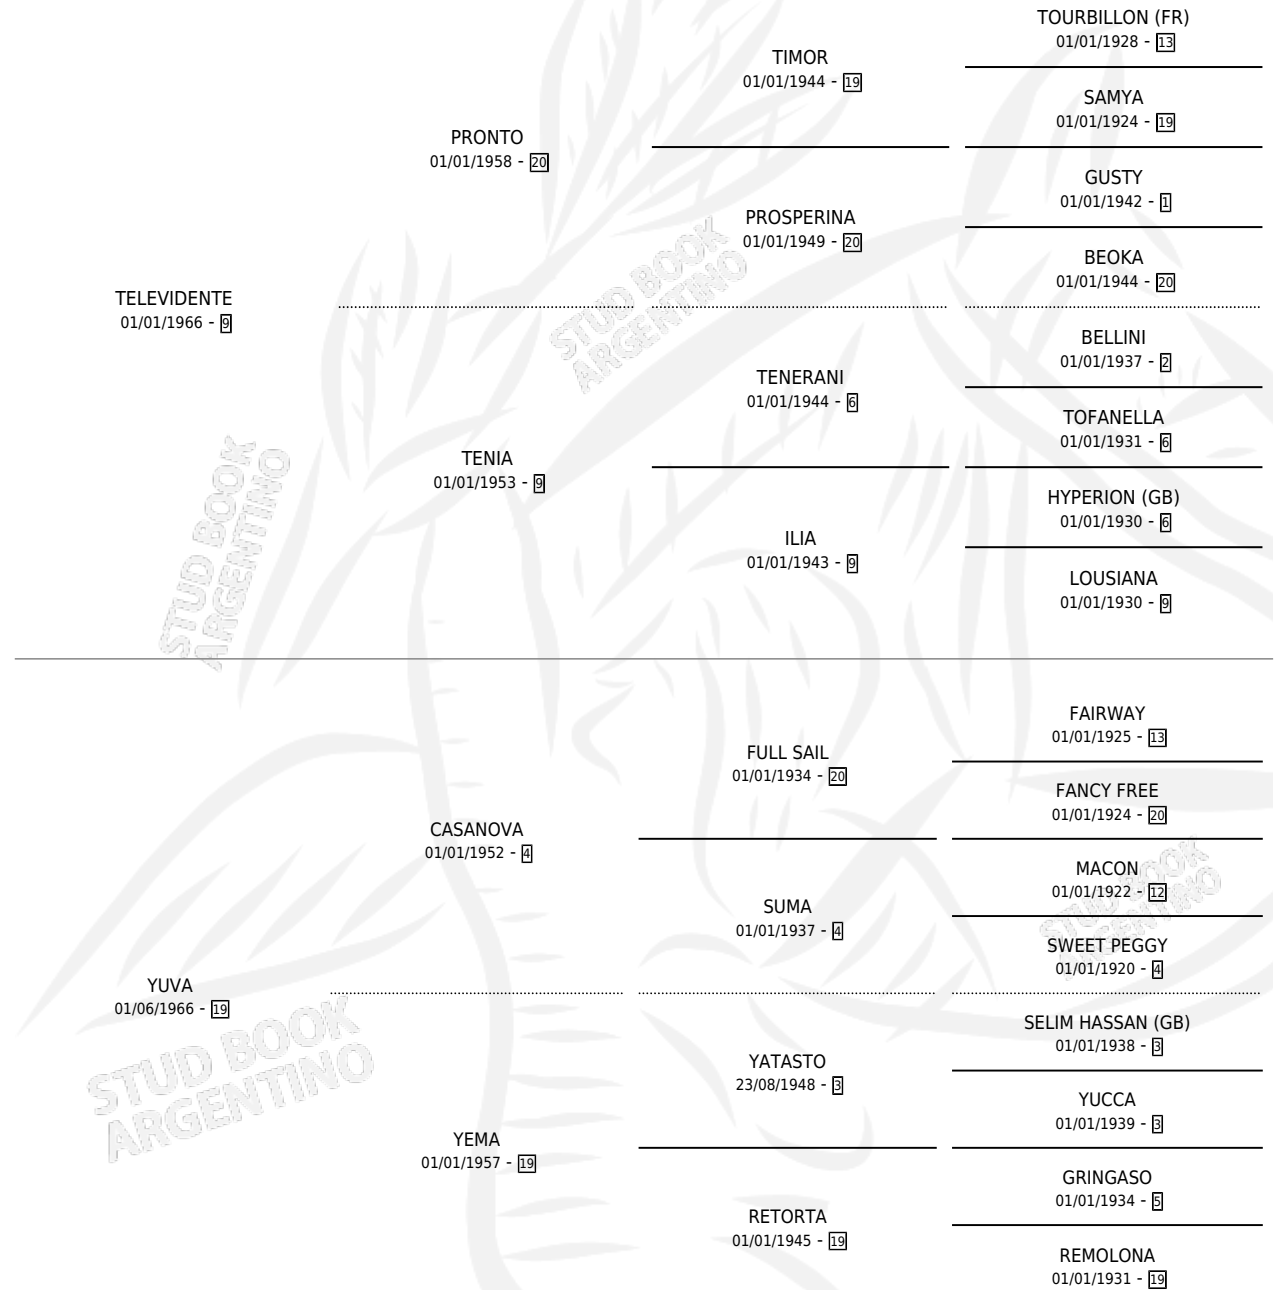 TOURBILLON (FR)
01/01/1928 - 13
TIMOR
01/01/1944 - 19
SAMYA
01/01/1924 - 19
PRONTO
01/01/1958 - 20
GUSTY
01/01/1942 - 1
PROSPERINA
01/01/1949 - 20
BEOKA
01/01/1944 - 20
TELEVIDENTE
01/01/1966 - 9
BELLINI
01/01/1937 - 2
TENERANI
01/01/1944 - 6
TOFANELLA
01/01/1931 - 6
TENIA
01/01/1953 - 9
HYPERION (GB)
01/01/1930 - 6
ILIA
01/01/1943 - 9
LOUSIANA
01/01/1930 - 9
FAIRWAY
01/01/1925 - 13
FULL SAIL
01/01/1934 - 20
FANCY FREE
01/01/1924 - 20
CASANOVA
01/01/1952 - 4
MACON
01/01/1922 - 12
SUMA
01/01/1937 - 4
SWEET PEGGY
01/01/1920 - 4
YUVA
01/06/1966 - 19
SELIM HASSAN (GB)
01/01/1938 - 3
YATASTO
23/08/1948 - 3
YUCCA
01/01/1939 - 3
YEMA
01/01/1957 - 19
GRINGASO
01/01/1934 - 5
RETORTA
01/01/1945 - 19
REMOLONA
01/01/1931 - 19
STUD BOOK
ARGENTINO
STUD BOOK
ARGENTINO
STUD BOOK
ARGENTINO
STUD BOOK
ARGENTINO